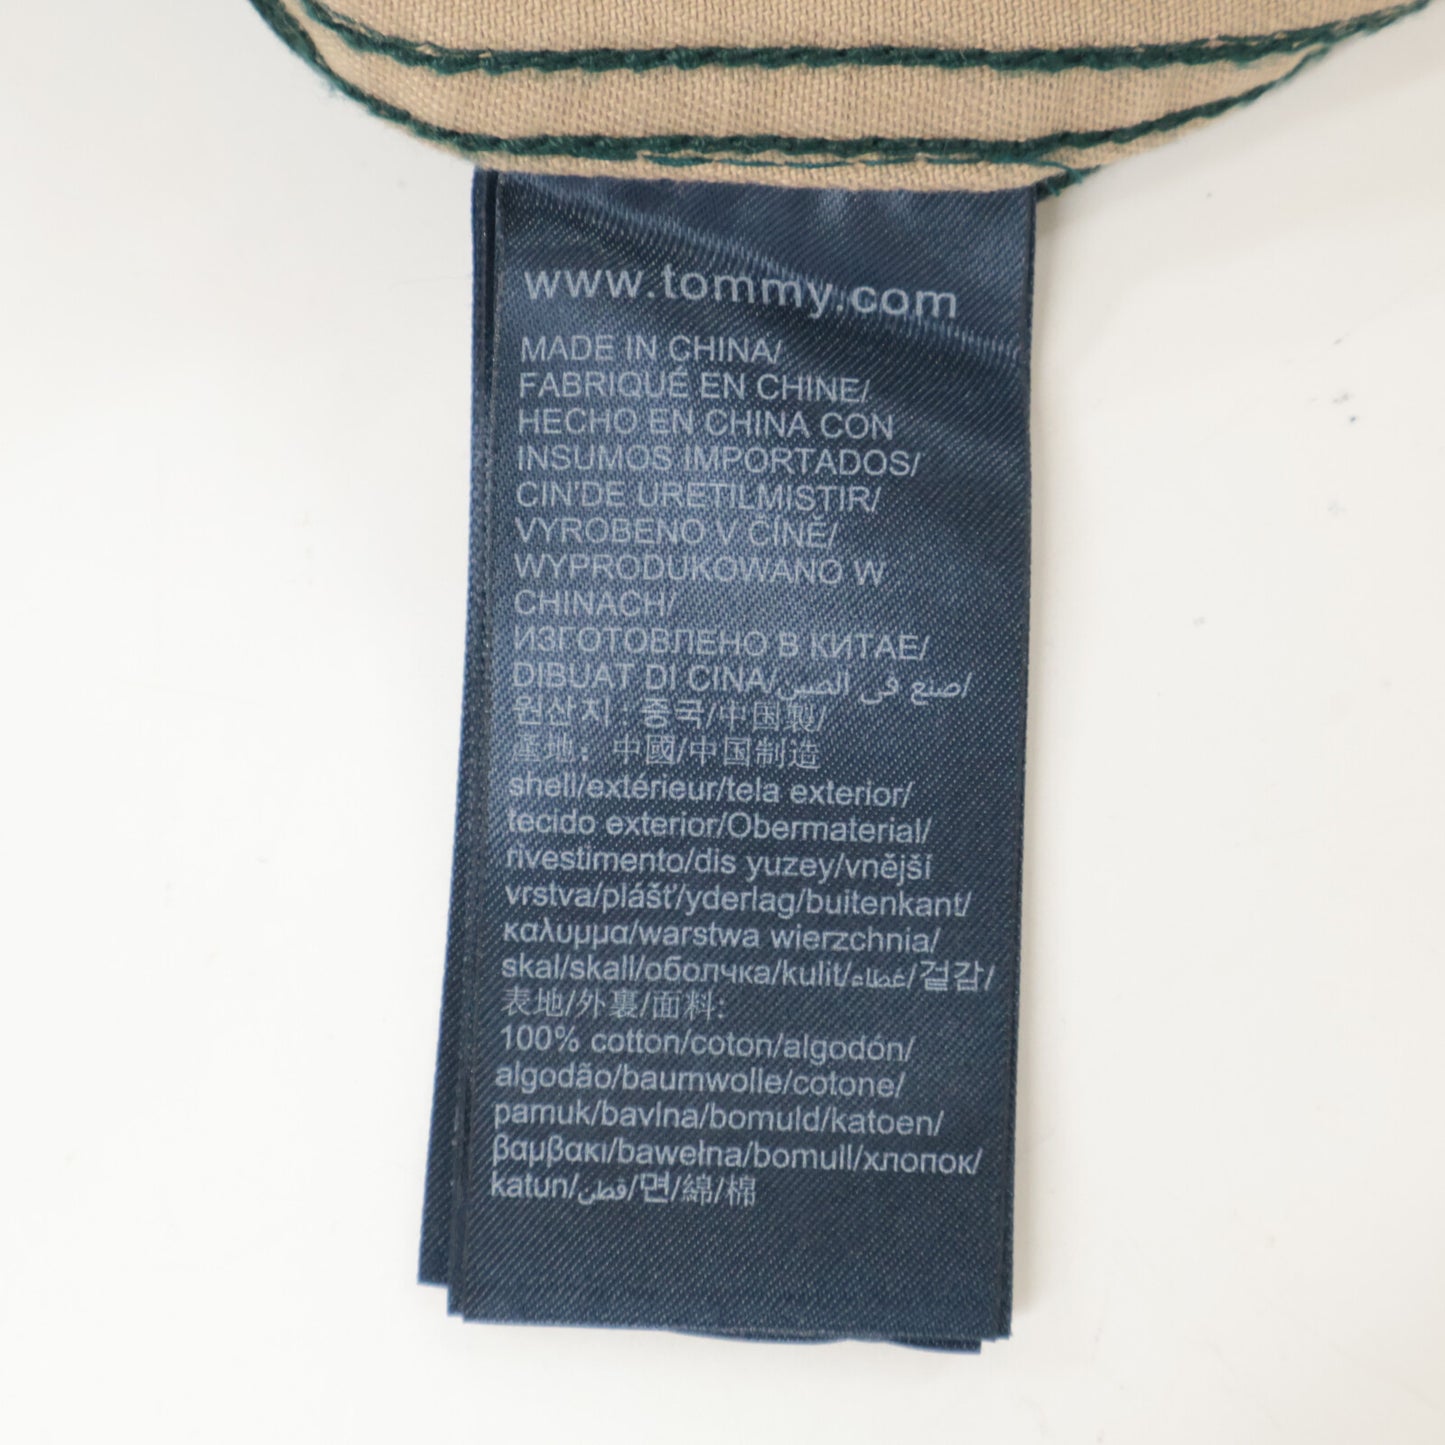 www.tommy.com
MADE IN CHINA/
FABRIQUÉ EN CHINE/
HECHO EN CHINA CON
INSUMOS IMPORTADOS/
CIN'DE URETILMISTIR/
VYROBENO V ČÍNĚ/
WYPRODUKOWANO W
CHINACH/
ИЗГОТОВЛЕНО В КИТАЕ/
DIBUAT DI CINA/صنع في الصين/
원산지 : 중국/中国製/
產地：中國/中国制造
shell/extérieur/tela exterior/
tecido exterior/Obermaterial/
rivestimento/dis yuzey/vnější
vrstva/plášť/yderlag/buitenkant/
καλυμμα/warstwa wierzchnia/
skal/skall/оболчка/kulit/غطاء/겉감/
表地/外裏/面料:
100% cotton/coton/algodón/
algodão/baumwolle/cotone/
pamuk/bavlna/bomuld/katoen/
βαμβακι/bawełna/bomull/хлопок/
katun/قطن/면/綿/棉